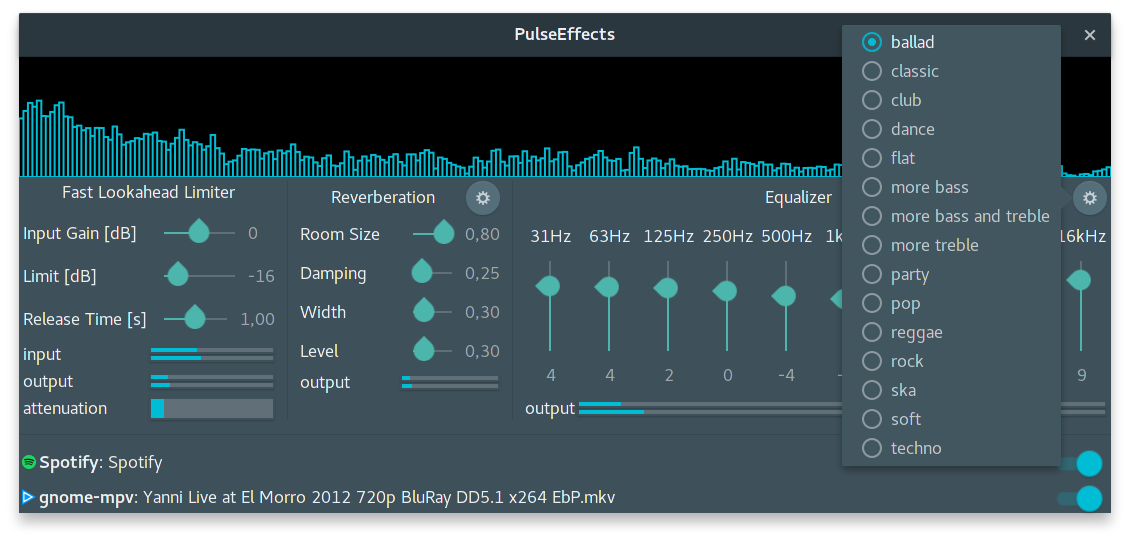 PulseEffects
Fast Lookahead Limiter
Input Gain [dB] 0
Limit [dB] -16
Release Time [s] 1,00
input
output
attenuation
Reverberation
Room Size 0,80
Damping 0,25
Width 0,30
Level 0,30
output
Equalizer
31Hz 63Hz 125Hz 250Hz 500Hz 16kHz
4 4 2 0 -4 9
output
ballad
classic
club
dance
flat
more bass
more bass and treble
more treble
party
pop
reggae
rock
ska
soft
techno
Spotify: Spotify
gnome-mpv: Yanni Live at El Morro 2012 720p BluRay DD5.1 x264 EbP.mkv